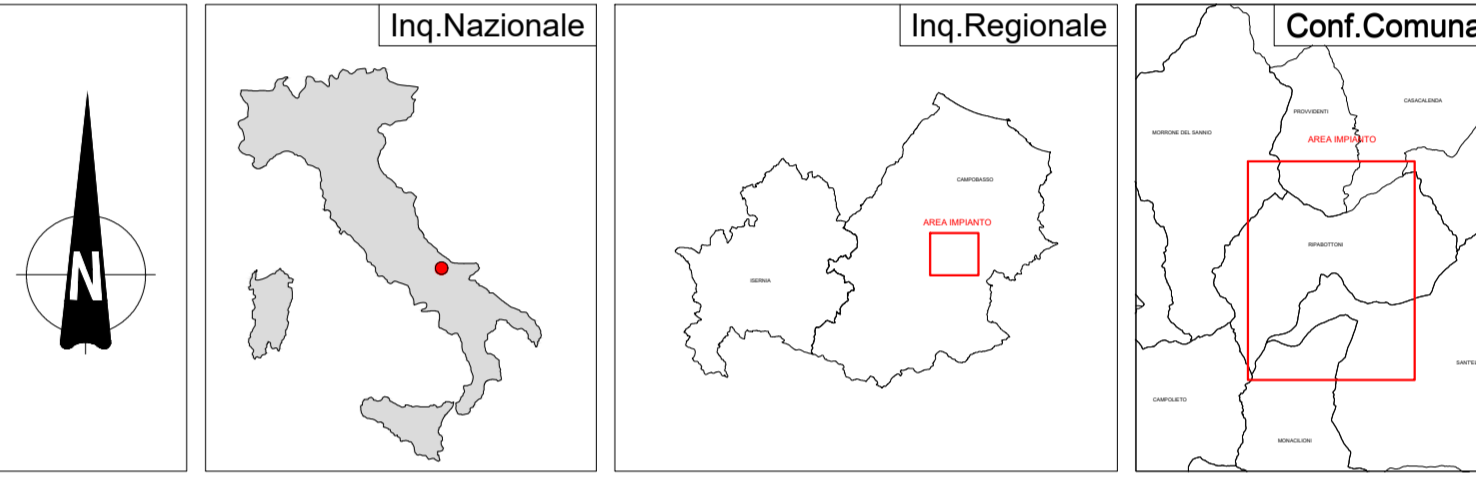 N
Inq.Nazionale
Inq.Regionale
CAMPOBASSO
AREA IMPIANTO
ISERNIA
Conf.Comuna
CASACALENDA
PROVVIDENTI
MORRONE DEL SANNIO
AREA IMPIANTO
RIPABOTTONI
CAMPOLIETO
MONACILIONI